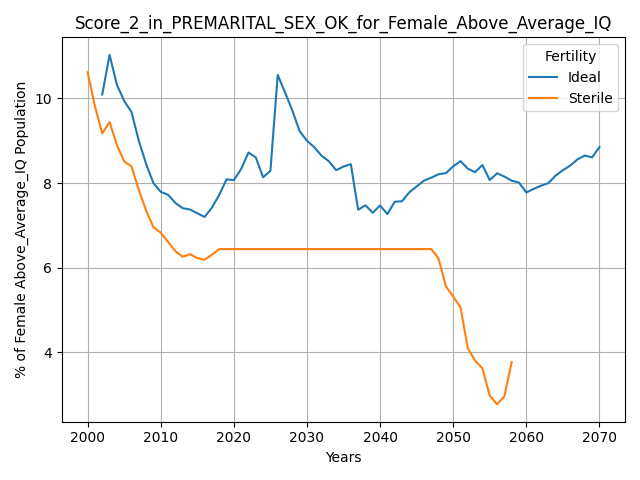 Score_2_in_PREMARITAL_SEX_OK_for_Female_Above_Average_IQ
Fertility
Ideal
Sterile
% of Female Above_Average_IQ Population
10
8
6
4
2000 2010 2020 2030 2040 2050 2060 2070
Years